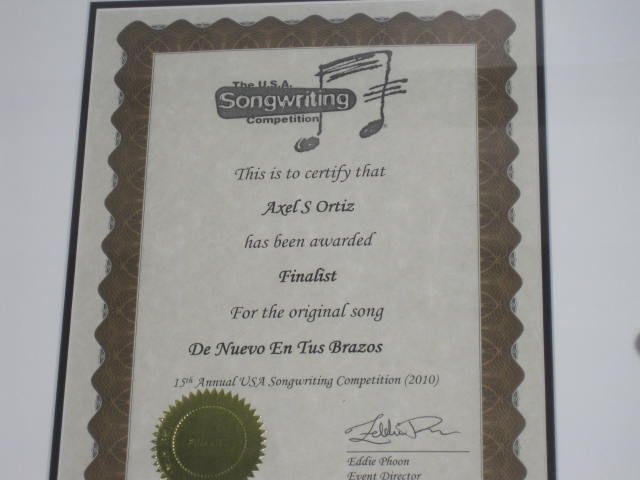 The U.S.A.
Songwriting
Competition
This is to certify that
Axel S Ortiz
has been awarded
Finalist
For the original song
De Nuevo En Tus Brazos
15th Annual USA Songwriting Competition (2010)
Eddie Phoon
Event Director